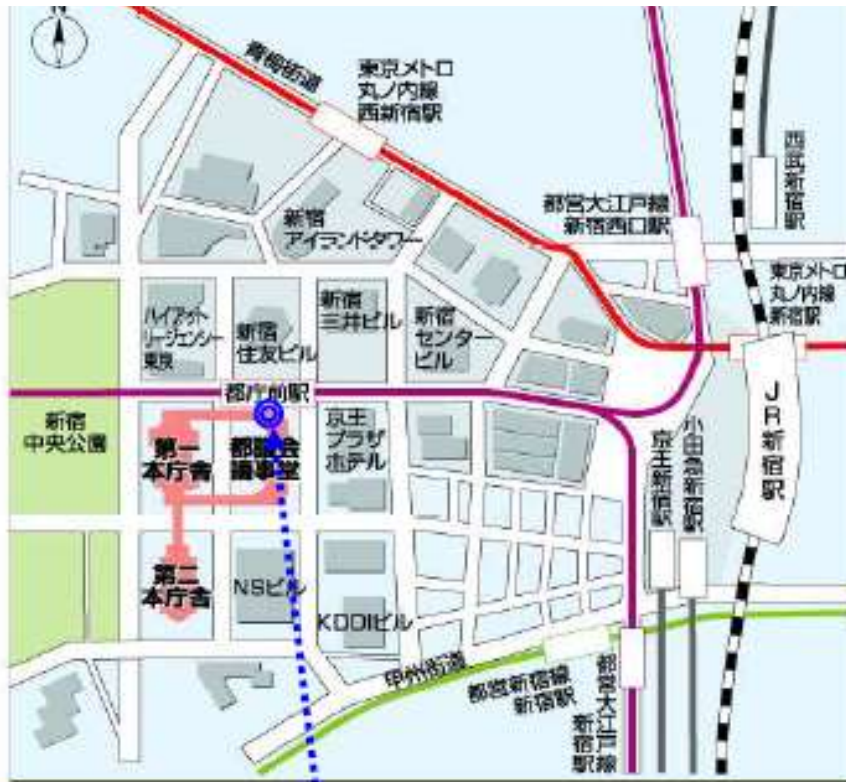 N
青梅街道
東京メトロ
丸ノ内線
西新宿駅
西武新宿駅
都営大江戸線
新宿西口駅
新宿
アイランドタワー
東京メトロ
丸ノ内線
新宿駅
ハイアット
リージェンシー
東京
新宿
住友ビル
新宿
三井ビル
新宿
センター
ビル
都庁前駅
JR新宿駅
新宿
中央公園
第一
本庁舎
都議会
議事堂
京王
プラザ
ホテル
京王新宿駅
小田急新宿駅
第二
本庁舎
NSビル
KDDIビル
甲州街道
都営新宿線
新宿駅
都営大江戸線
新宿駅